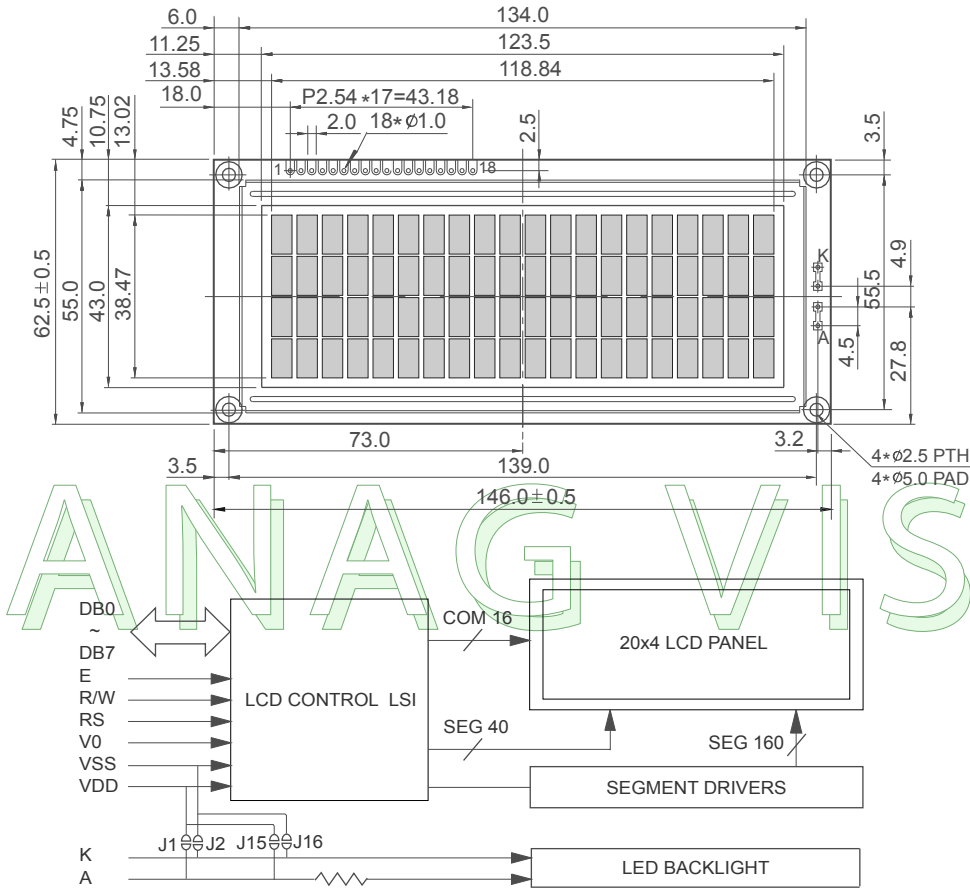 6.0 134.0
11.25 123.5
13.58 118.84
18.0 P2.54 *17=43.18
2.0 18*ø1.0
4.75 10.75 13.02 2.5 3.5
1 18
62.5±0.5 55.0 43.0 38.47
K
A
4.9
55.5
4.5
27.8
73.0 3.2
3.5 139.0
4*ø2.5 PTH
4*ø5.0 PAD
146.0±0.5
ANAG VIS
DB0
~
DB7
E
R/W
RS
V0
VSS
VDD
LCD CONTROL LSI
COM 16
20x4 LCD PANEL
SEG 40
SEG 160
SEGMENT DRIVERS
J1 J2 J15 J16
K
A
LED BACKLIGHT